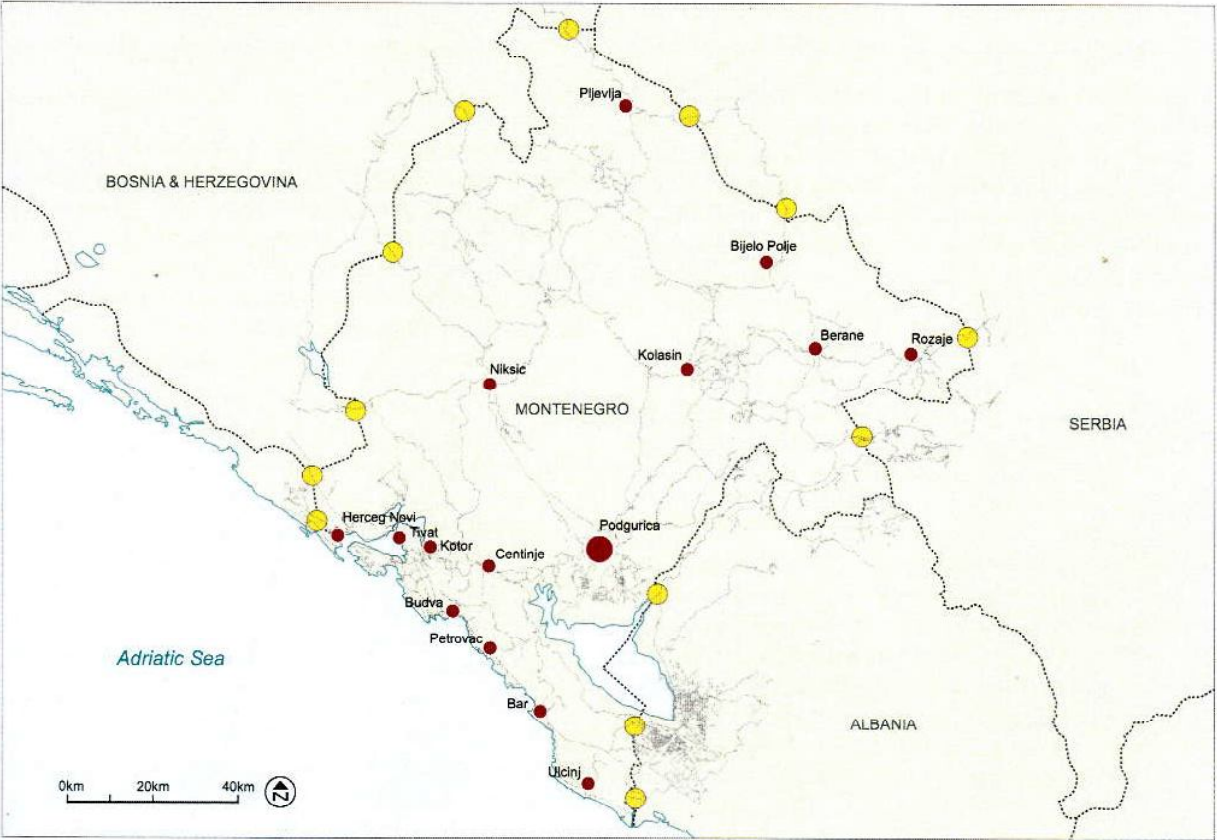 Pljevlja
BOSNIA & HERZEGOVINA
Bijelo Polje
Berane
Rozaje
Kolasin
Niksic
MONTENEGRO
SERBIA
Herceg Novi
Tivat
Kotor
Podgurica
Centinje
Budva
Petrovac
Adriatic Sea
Bar
ALBANIA
Ulcinj
0km 20km 40km
N